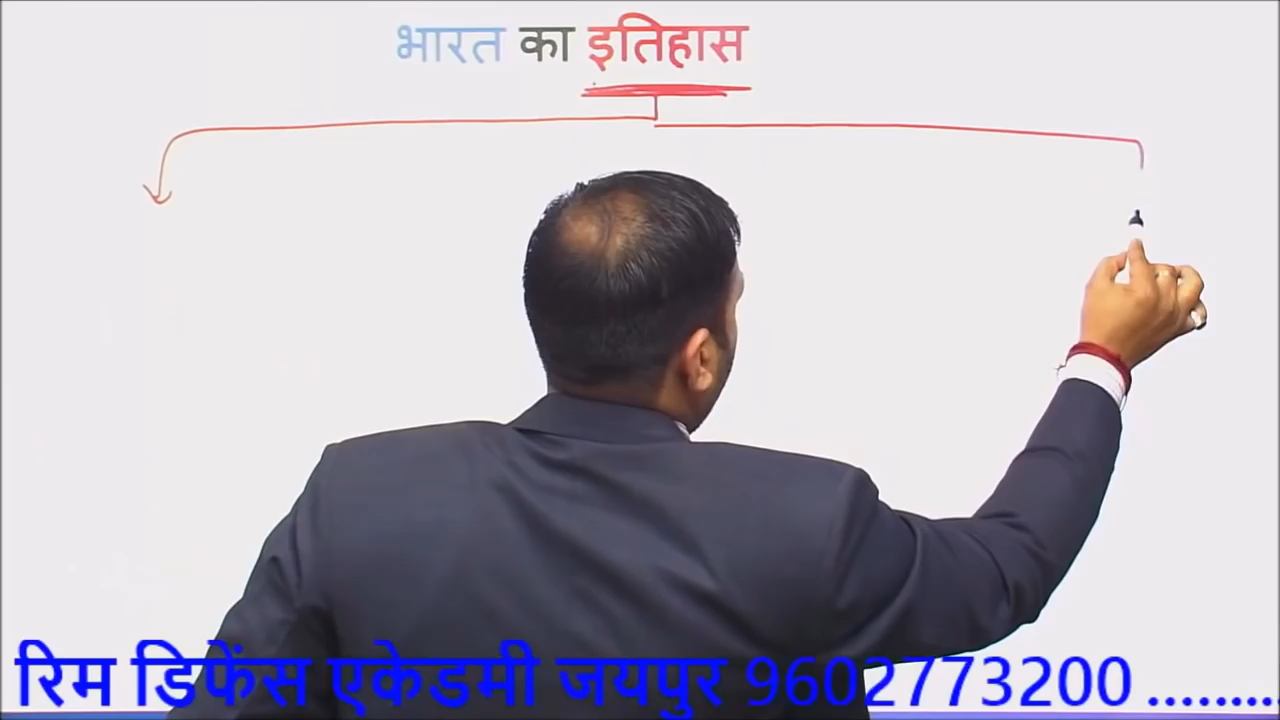 भारत का इतिहास
रिम डिफेंस एकेडमी जयपुर 9602773200 ........